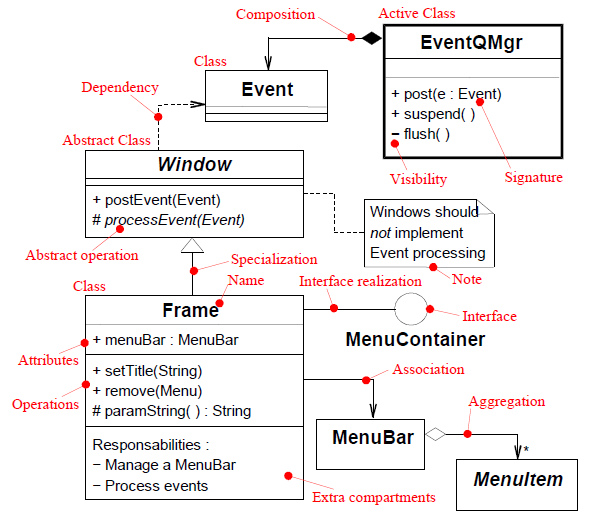 Composition
Active Class
EventQMgr
Class
Event
+ post(e : Event)
+ suspend( )
– flush( )
Dependency
Abstract Class
Window
Visibility
Signature
+ postEvent(Event)
# processEvent(Event)
Windows should
not implement
Event processing
Abstract operation
Specialization
Note
Class
Name
Interface realization
Frame
Interface
+ menuBar : MenuBar
MenuContainer
Attributes
+ setTitle(String)
Association
+ remove(Menu)
Operations
# paramString( ) : String
Aggregation
MenuBar
Responsabilities :
*
– Manage a MenuBar
MenuItem
– Process events
Extra compartments